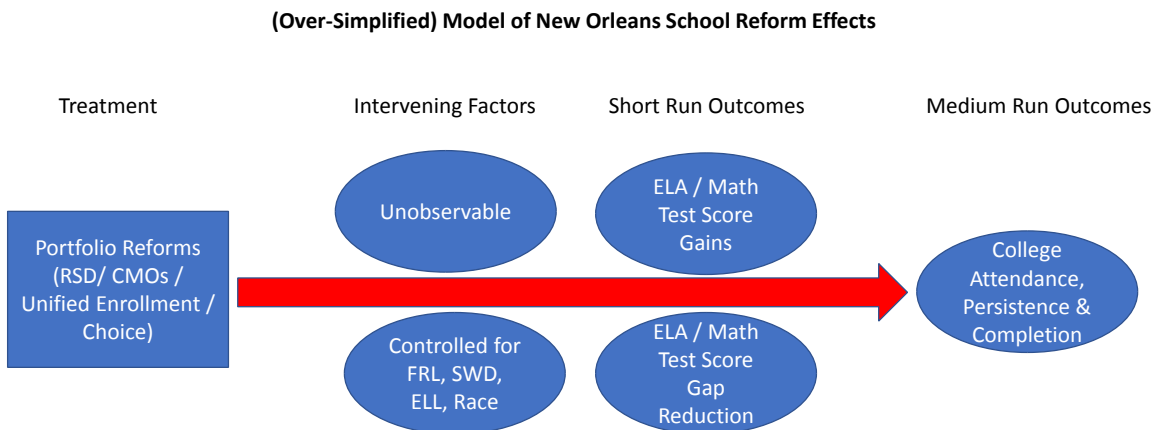 (Over-Simplified) Model of New Orleans School Reform Effects
Treatment
Intervening Factors
Short Run Outcomes
Medium Run Outcomes
Portfolio Reforms
(RSD/ CMOs /
Unified Enrollment /
Choice)
Unobservable
Controlled for
FRL, SWD,
ELL, Race
ELA / Math
Test Score
Gains
ELA / Math
Test Score
Gap
Reduction
College
Attendance,
Persistence &
Completion